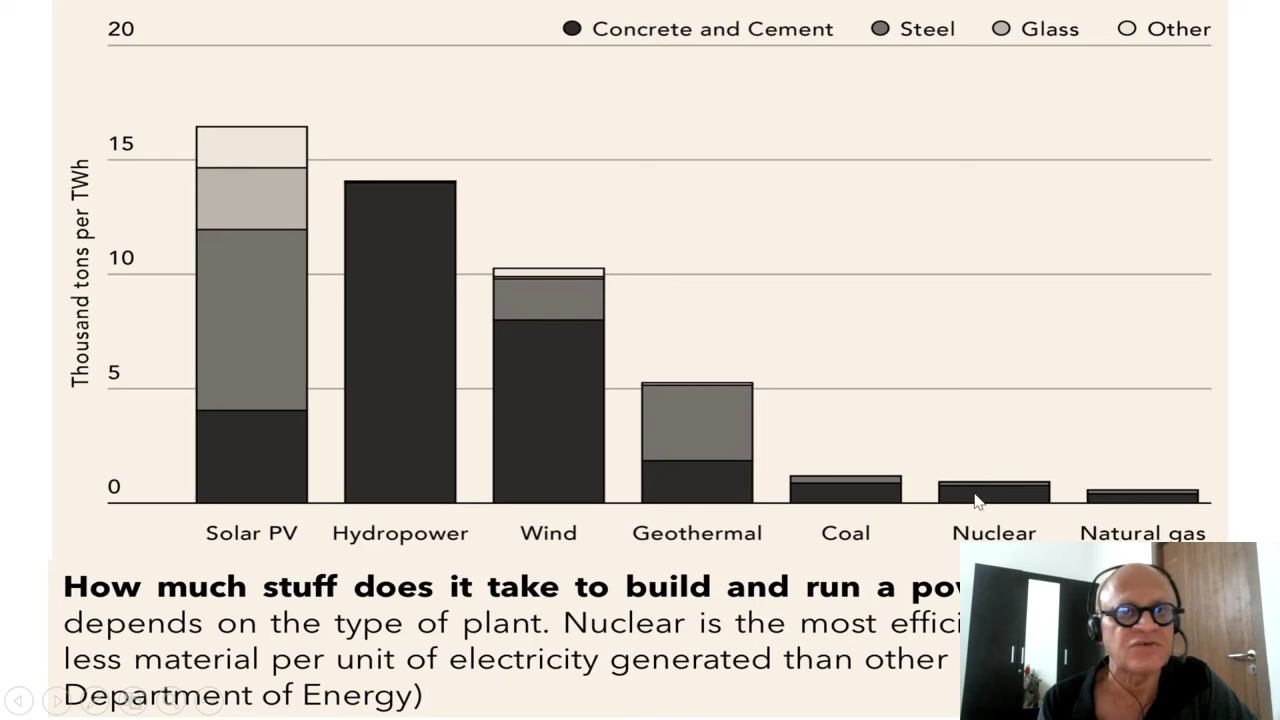 20
Concrete and Cement Steel Glass Other
15
Thousand tons per TWh
10
5
0
Solar PV Hydropower Wind Geothermal Coal Nuclear Natural gas
How much stuff does it take to build and run a
depends on the type of plant. Nuclear is the most
less material per unit of electricity generated than other
Department of Energy)